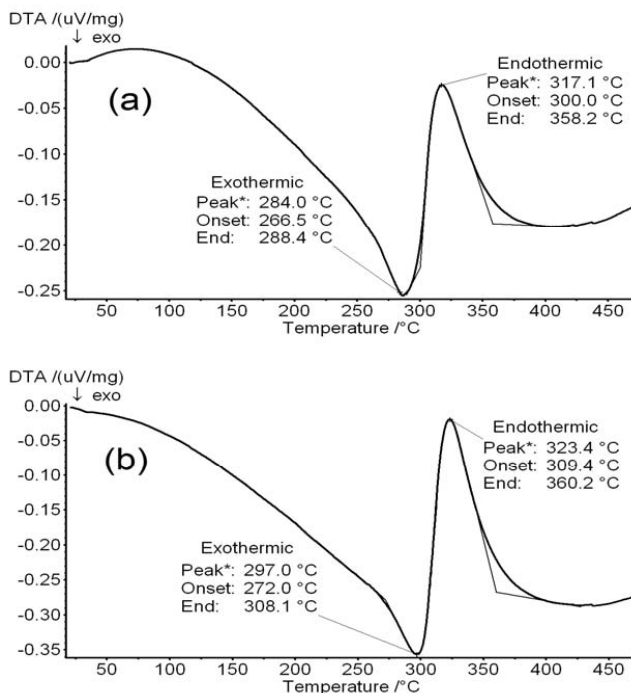 DTA /(uV/mg)
↓ exo
0.00
-0.05
-0.10
-0.15
-0.20
-0.25
(a)
Endothermic
Peak*: 317.1 °C
Onset: 300.0 °C
End: 358.2 °C
Exothermic
Peak*: 284.0 °C
Onset: 266.5 °C
End: 288.4 °C
50 100 150 200 250 300 350 400 450
Temperature /°C
DTA /(uV/mg)
↓ exo
0.00
-0.05
-0.10
-0.15
-0.20
-0.25
-0.30
-0.35
(b)
Endothermic
Peak*: 323.4 °C
Onset: 309.4 °C
End: 360.2 °C
Exothermic
Peak*: 297.0 °C
Onset: 272.0 °C
End: 308.1 °C
50 100 150 200 250 300 350 400 450
Temperature /°C